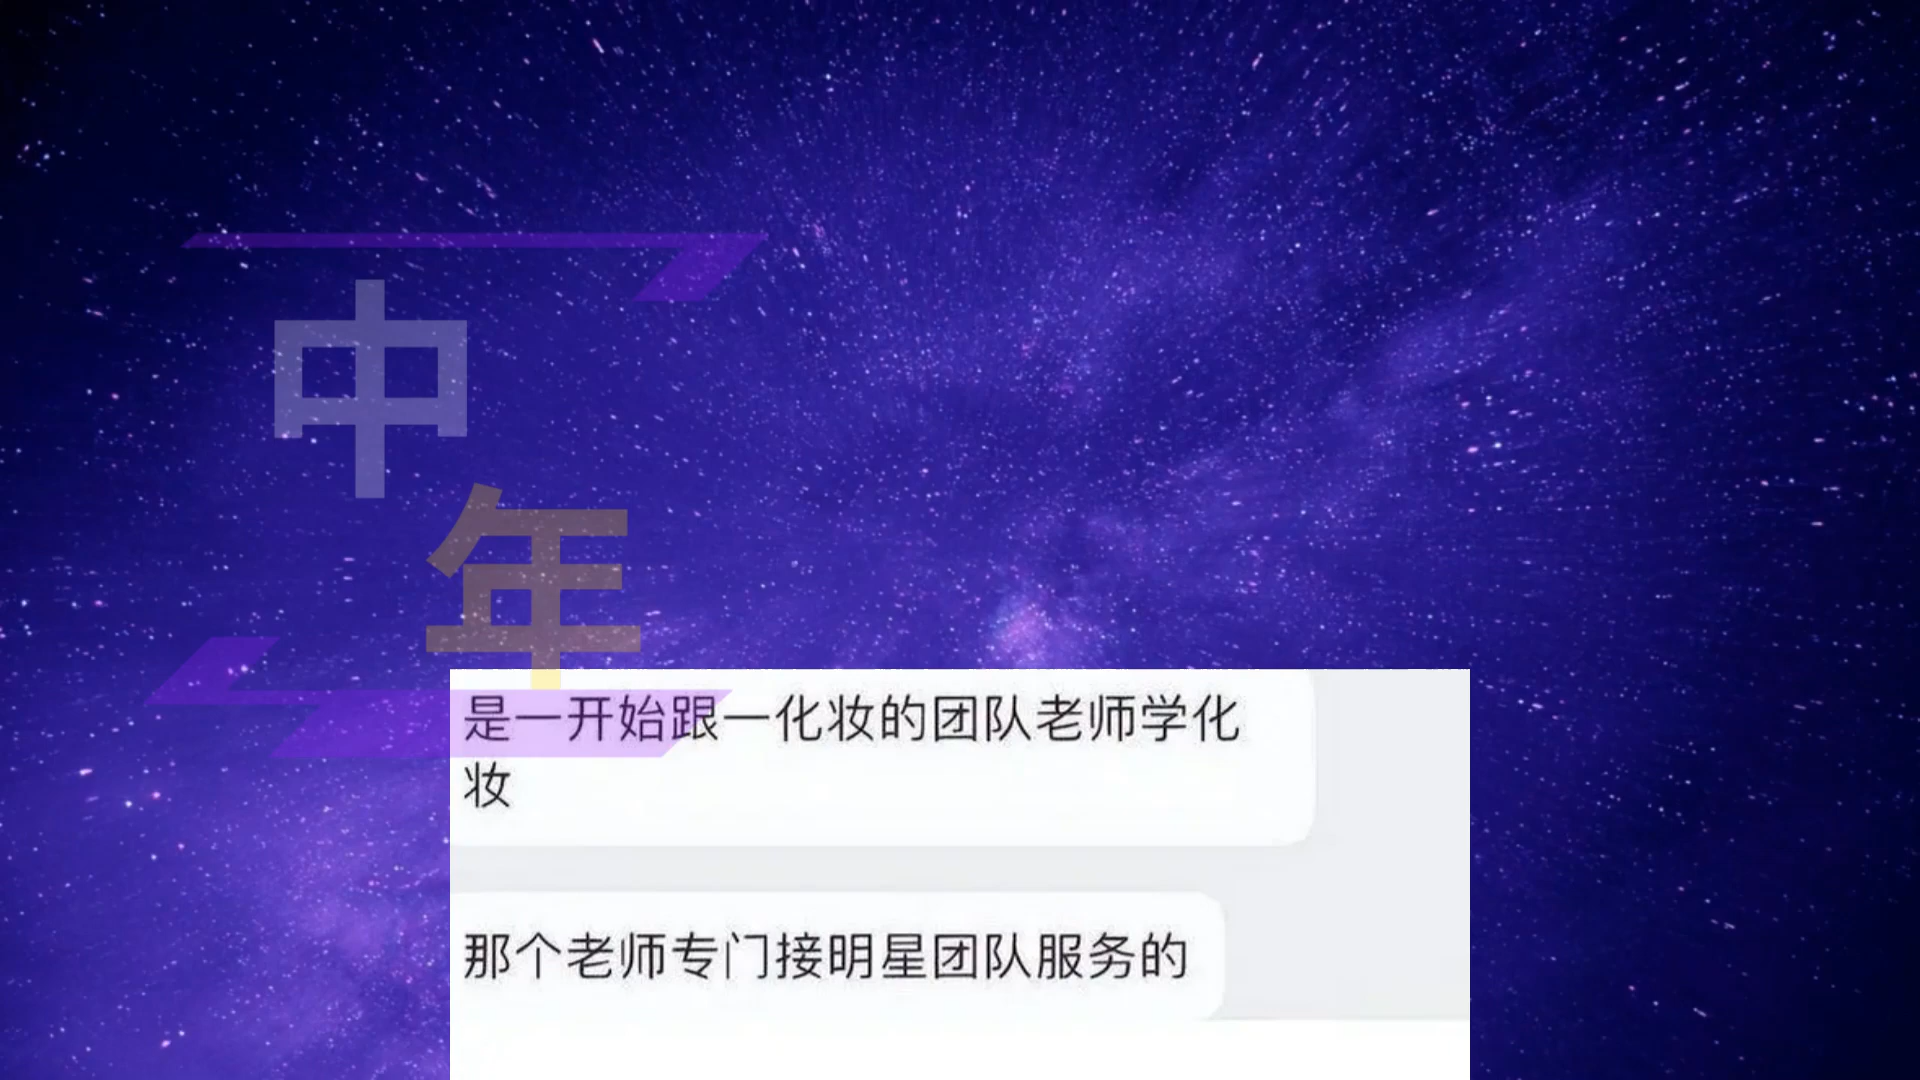 中
年
是一开始跟一化妆的团队老师学化
妆
那个老师专门接明星团队服务的